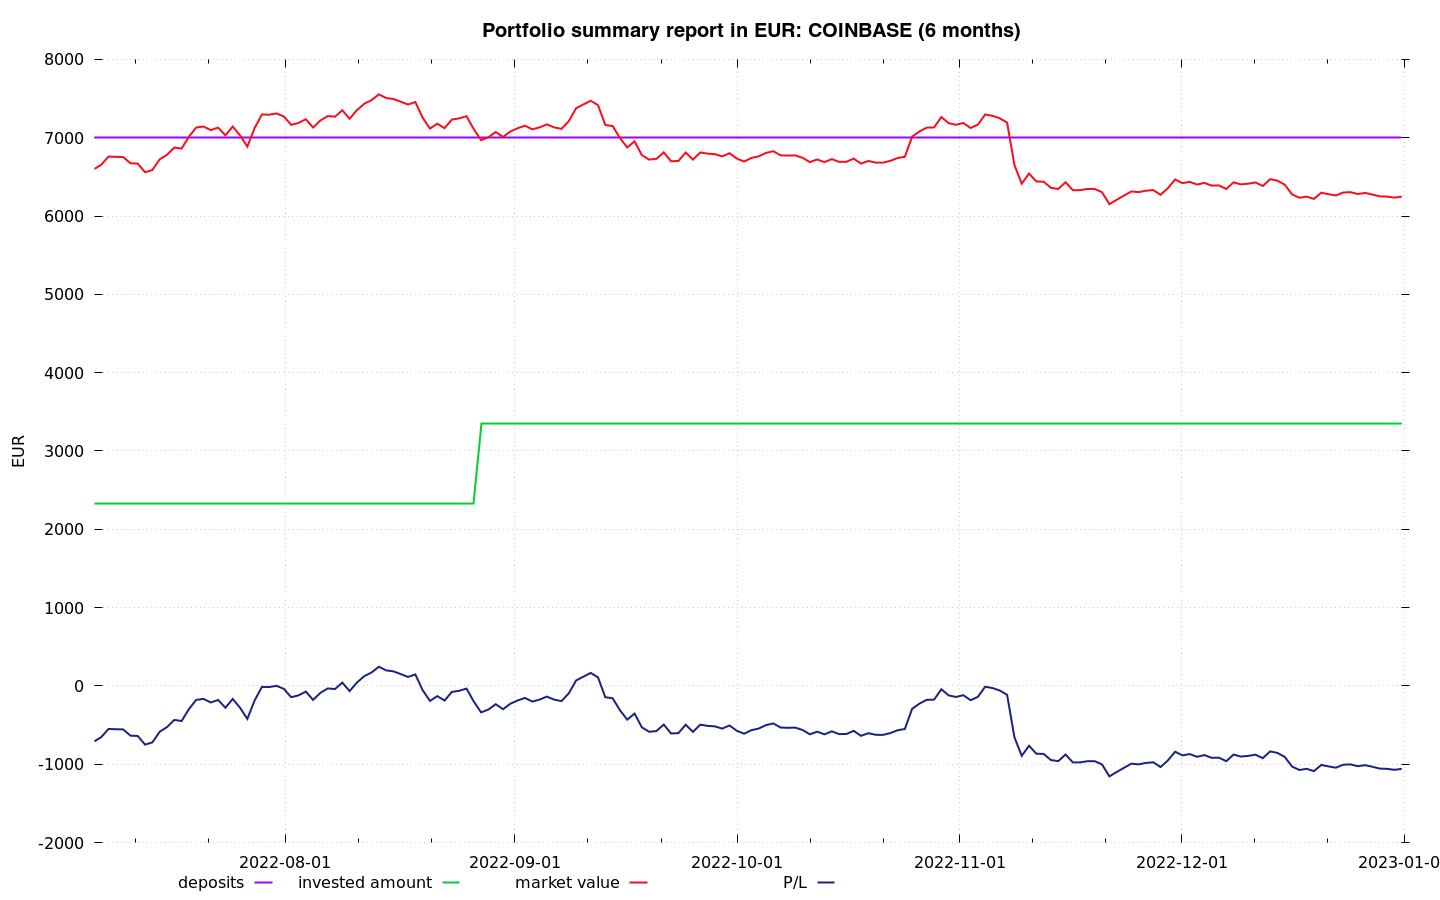 Portfolio summary report in EUR: COINBASE (6 months)
8000
7000
6000
5000
4000
3000
2000
1000
0
-1000
-2000
EUR
2022-08-01 2022-09-01 2022-10-01 2022-11-01 2022-12-01 2023-01-0
deposits invested amount market value P/L